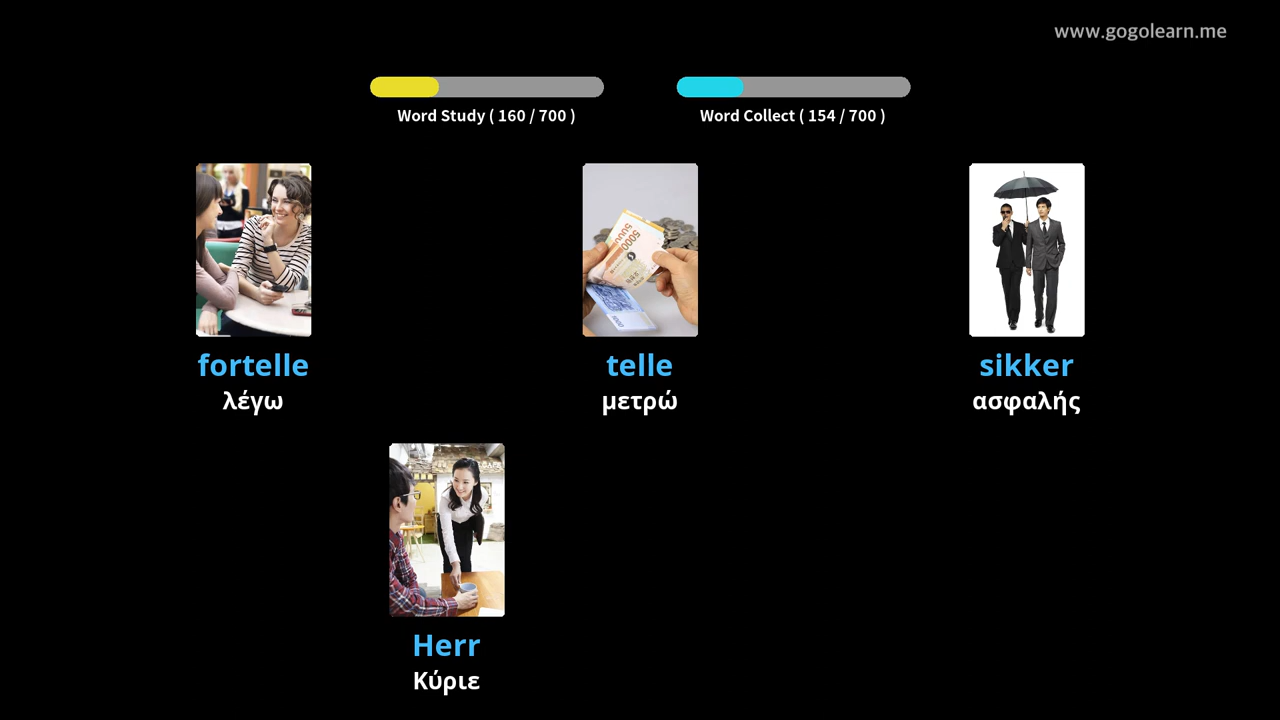 www.gogolearn.me
Word Study ( 160 / 700 )
Word Collect ( 154 / 700 )
5000
fortelle
telle
sikker
λέγω
μετρώ
ασφαλής
Herr
Κύριε